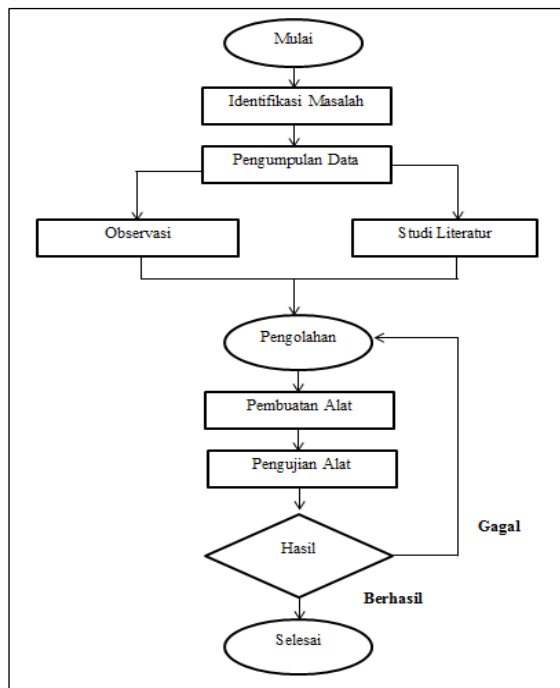 Mulai
Identifikasi Masalah
Pengumpulan Data
Observasi
Studi Literatur
Pengolahan
Pembuatan Alat
Pengujian Alat
Hasil
Gagal
Berhasil
Selesai